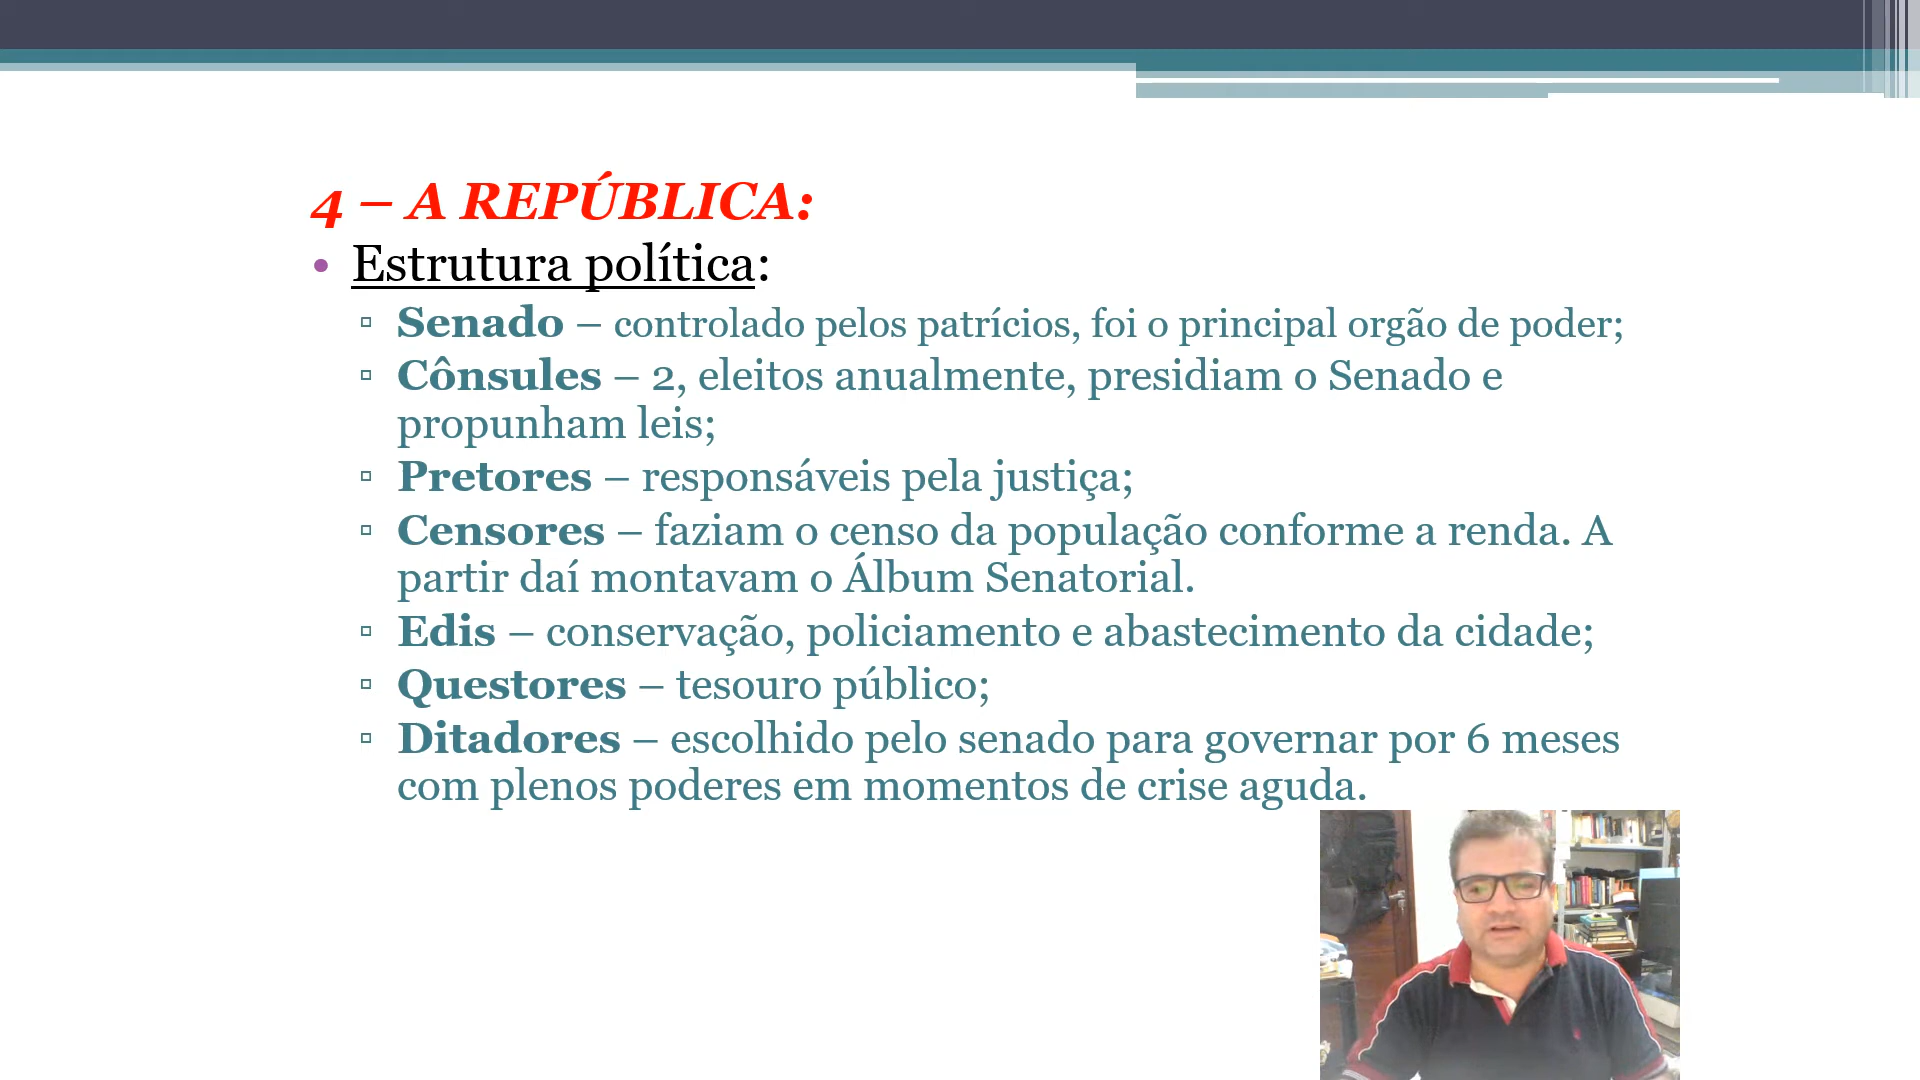 4 – A REPÚBLICA:
• Estrutura política:
▫ Senado – controlado pelos patrícios, foi o principal orgão de poder;
▫ Cônsules – 2, eleitos anualmente, presidiam o Senado e
propunham leis;
▫ Pretores – responsáveis pela justiça;
▫ Censores – faziam o censo da população conforme a renda. A
partir daí montavam o Álbum Senatorial.
▫ Edis – conservação, policiamento e abastecimento da cidade;
▫ Questores – tesouro público;
▫ Ditadores – escolhido pelo senado para governar por 6 meses
com plenos poderes em momentos de crise aguda.